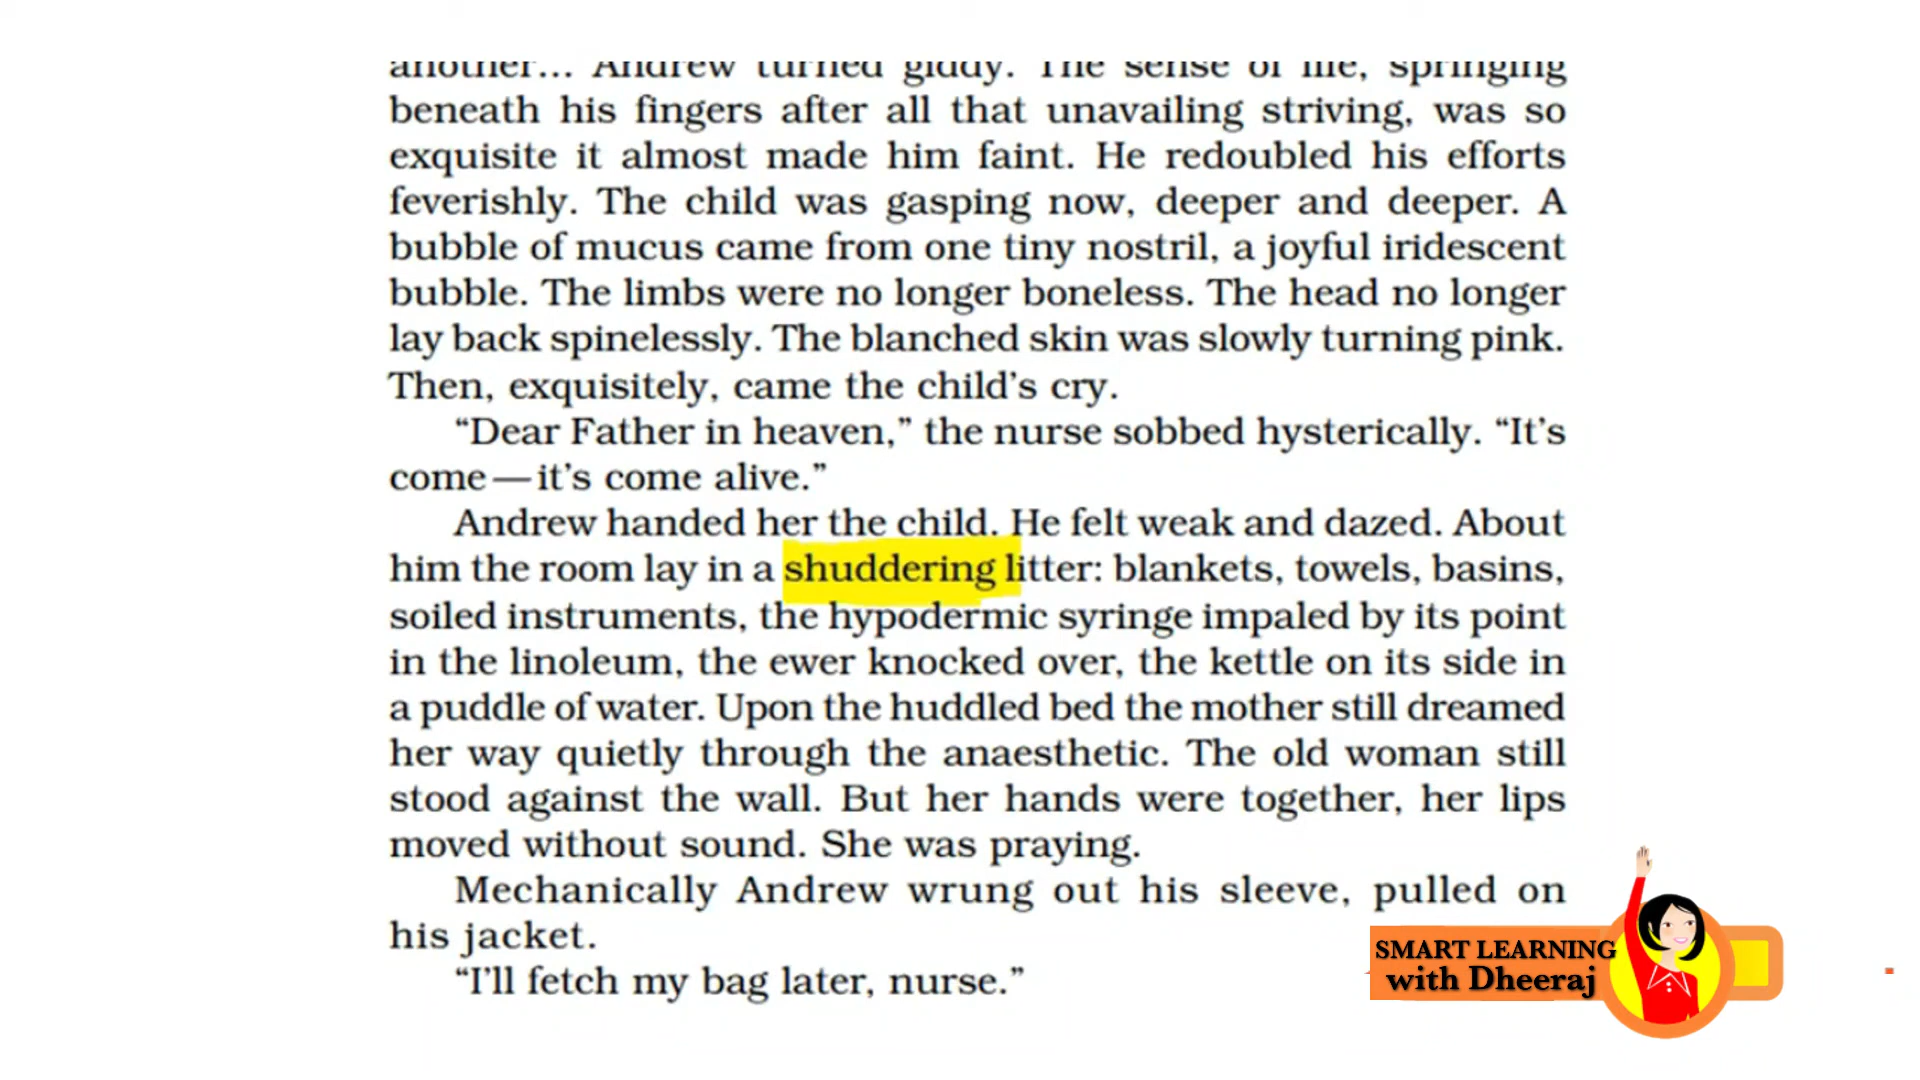 another... Andrew turned giddy. The sense of life, springing
beneath his fingers after all that unavailing striving, was so
exquisite it almost made him faint. He redoubled his efforts
feverishly. The child was gasping now, deeper and deeper. A
bubble of mucus came from one tiny nostril, a joyful iridescent
bubble. The limbs were no longer boneless. The head no longer
lay back spinelessly. The blanched skin was slowly turning pink.
Then, exquisitely, came the child’s cry.
“Dear Father in heaven,” the nurse sobbed hysterically. “It’s
come — it’s come alive.”
Andrew handed her the child. He felt weak and dazed. About
him the room lay in a shuddering litter: blankets, towels, basins,
soiled instruments, the hypodermic syringe impaled by its point
in the linoleum, the ewer knocked over, the kettle on its side in
a puddle of water. Upon the huddled bed the mother still dreamed
her way quietly through the anaesthetic. The old woman still
stood against the wall. But her hands were together, her lips
moved without sound. She was praying.
Mechanically Andrew wrung out his sleeve, pulled on
his jacket.
“I’ll fetch my bag later, nurse.”
SMART LEARNING
with Dheeraj